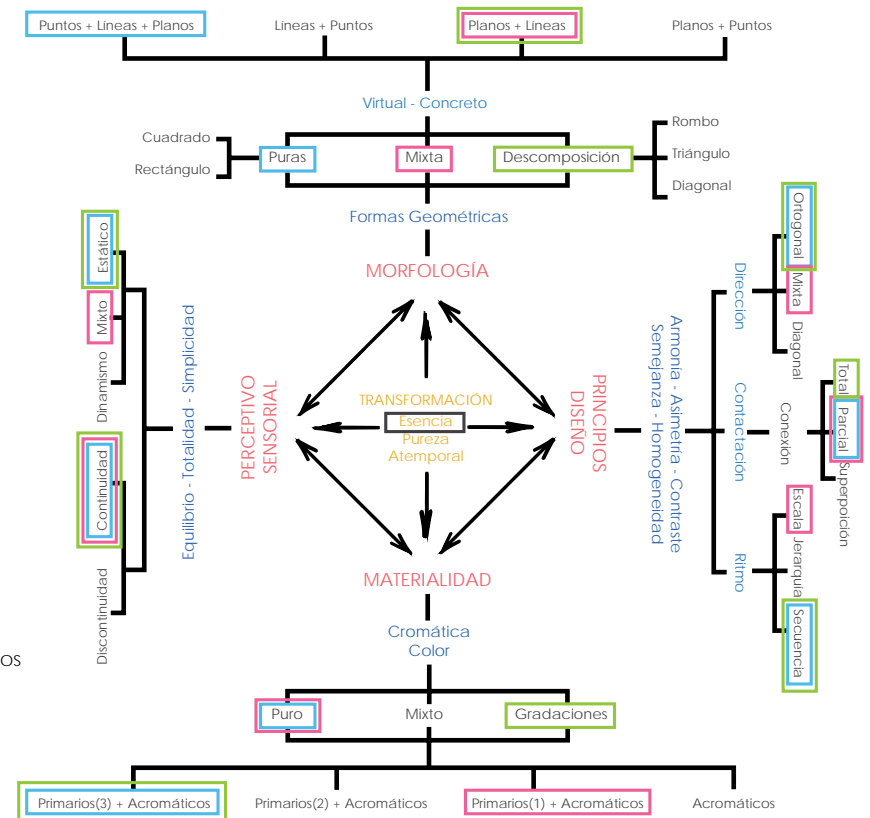 Puntos + Líneas + Planos
Líneas + Puntos
Planos + Líneas
Planos + Puntos
Virtual - Concreto
Cuadrado
Rectángulo
Puras
Mixta
Descomposición
Rombo
Triángulo
Diagonal
Formas Geométricas
MORFOLOGÍA
Estático
Mixto
Dinamismo
Continuidad
Discontinuidad
Equilibrio - Totalidad - Simplicidad
PERCEPTIVO
SENSORIAL
TRANSFORMACIÓN
Esencia
Pureza
Atemporal
PRINCIPIOS
DISEÑO
Armonía - Asimetría - Contraste
Semejanza - Homogeneidad
Dirección
Ortogonal
Mixta
Diagonal
Contactación
Conexión
Total
Parcial
Superpoición
Ritmo
Escala
Jerarquía
Secuencia
MATERIALIDAD
Cromática
Color
OS
Puro
Mixto
Gradaciones
Primarios(3) + Acromáticos
Primarios(2) + Acromáticos
Primarios(1) + Acromáticos
Acromáticos